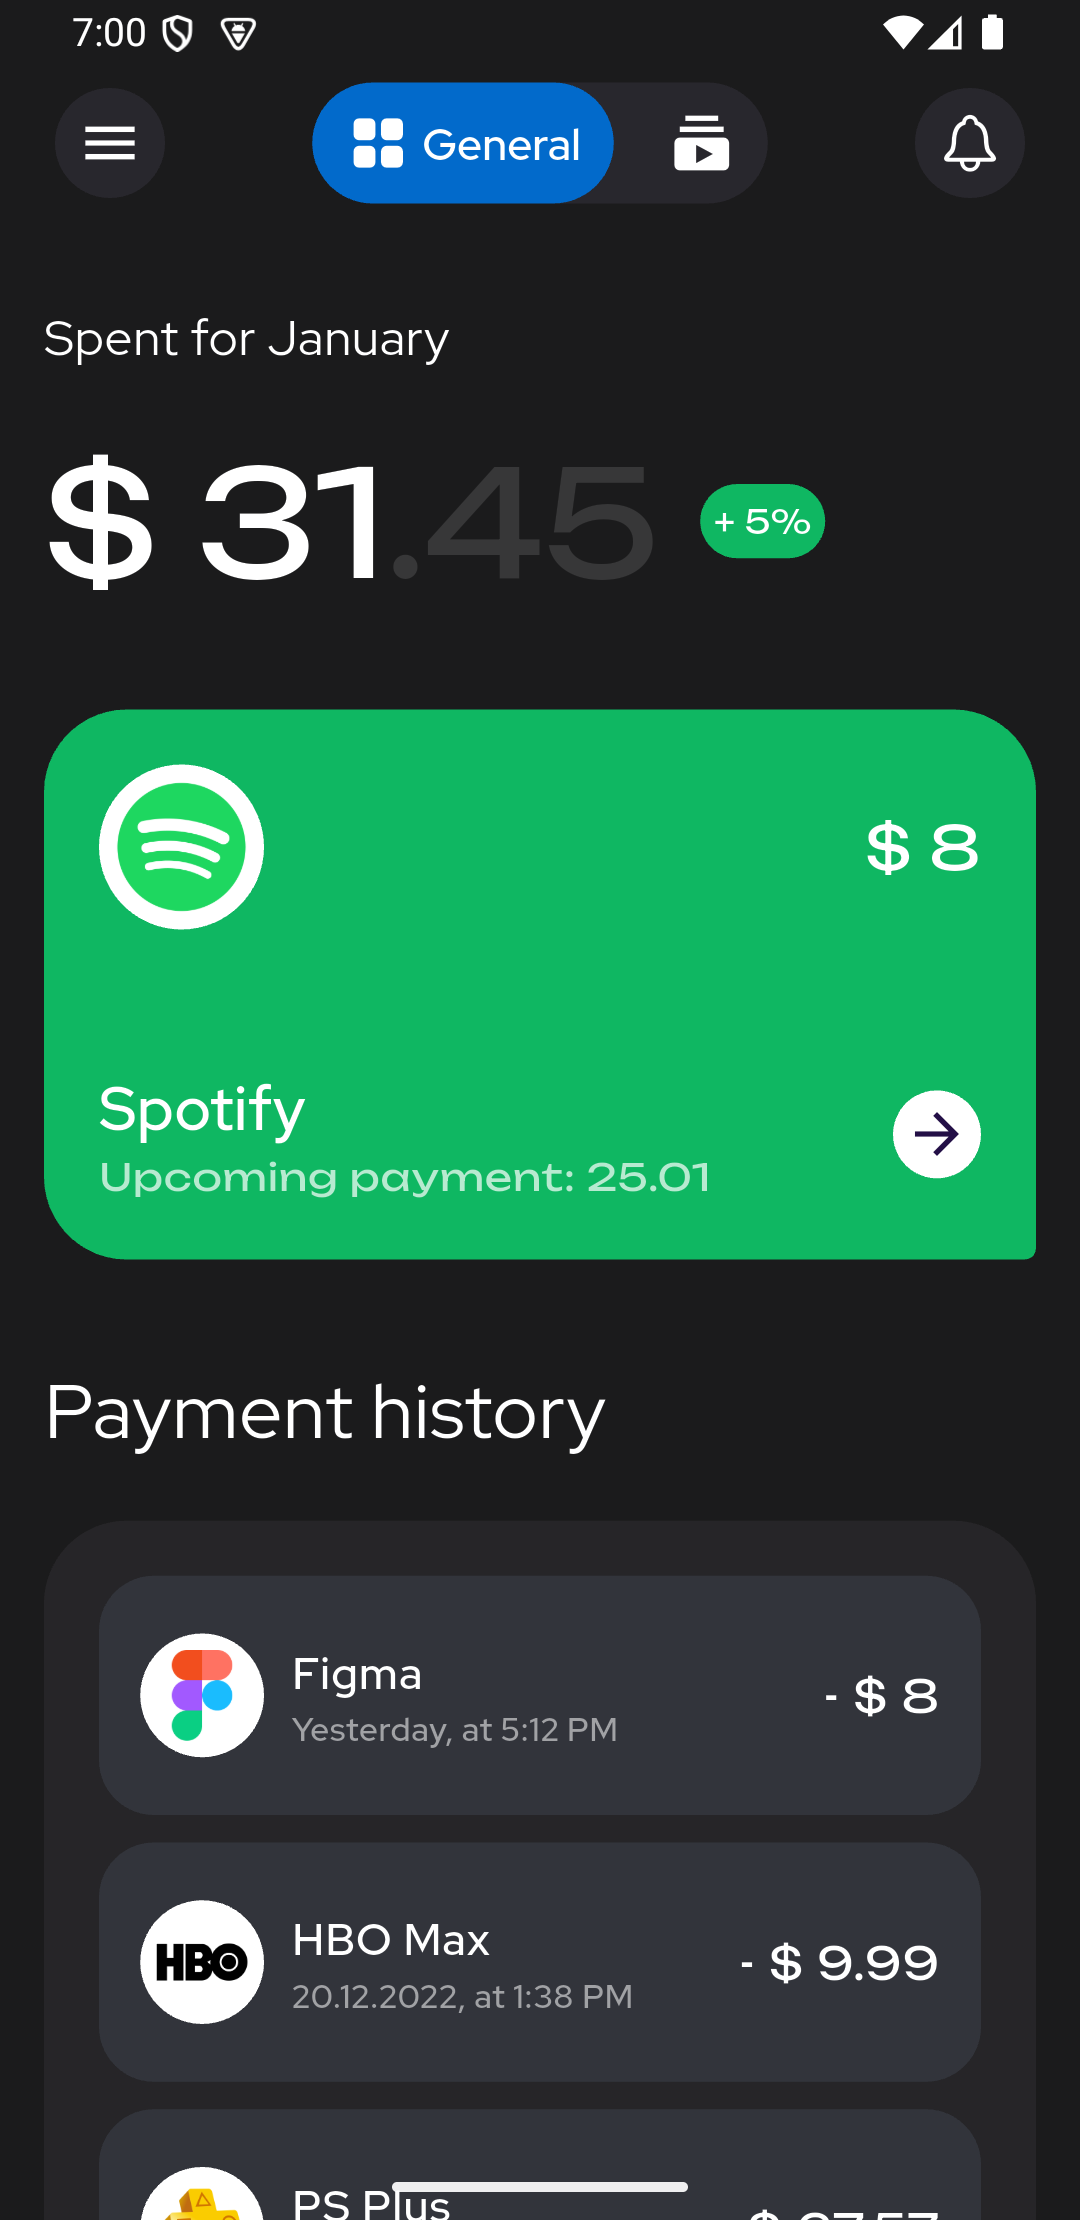 7:00
General
Spent for January
$ 31.45
+ 5%
$ 8
Spotify
Upcoming payment: 25.01
Payment history
Figma
Yesterday, at 5:12 PM
- $ 8
HBO
HBO Max
20.12.2022, at 1:38 PM
- $ 9.99
PS Plus